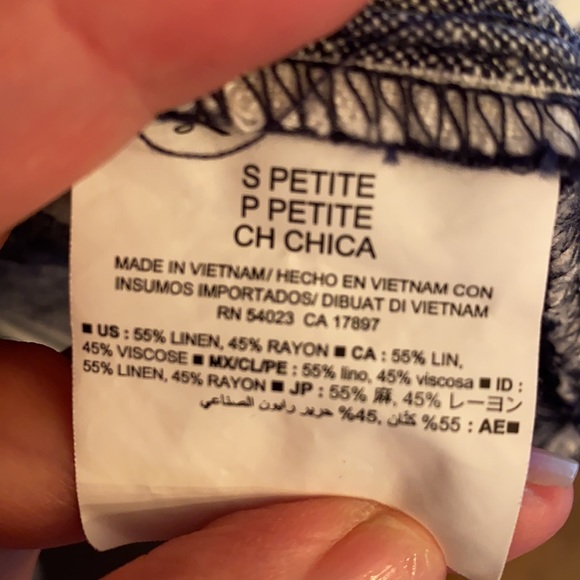 S PETITE
P PETITE
CH CHICA
MADE IN VIETNAM/ HECHO EN VIETNAM CON
INSUMOS IMPORTADOS/ DIBUAT DI VIETNAM
RN 54023 CA 17897
■ US : 55% LINEN, 45% RAYON ■ CA : 55% LIN,
45% VISCOSE ■ MX/CL/PE : 55% lino, 45% viscosa ■ ID :
55% LINEN, 45% RAYON ■ JP : 55% 麻, 45% レーヨン
■AE : 55% كتان, 45% حرير رايون الصناعي